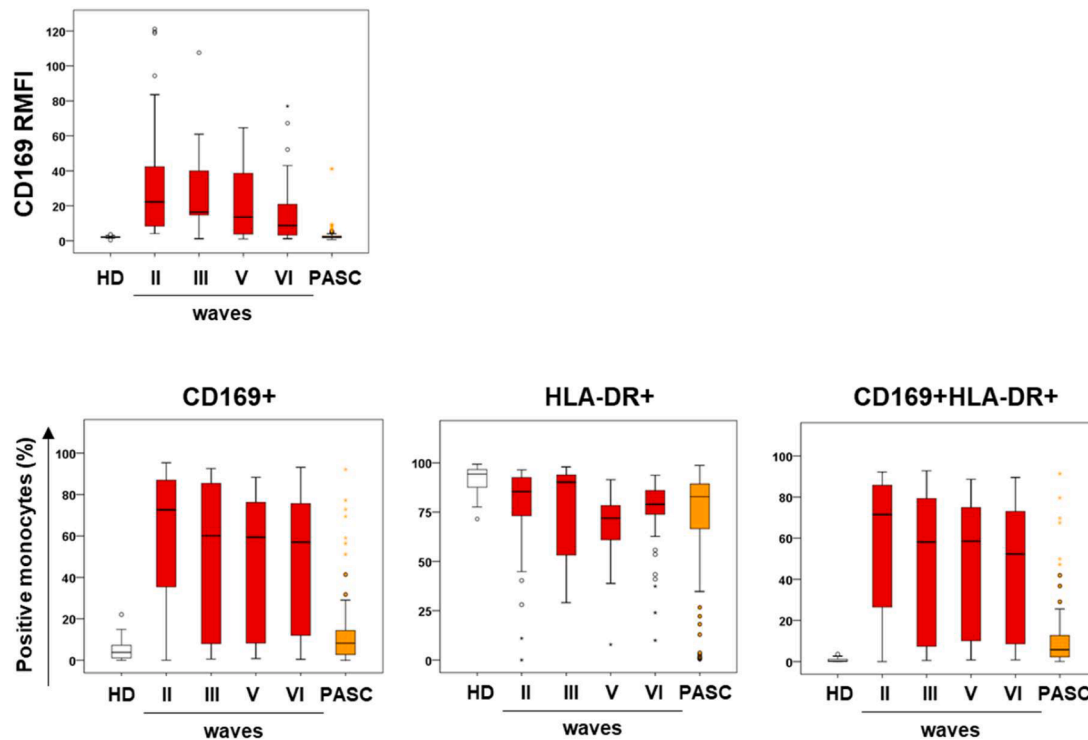 CD169 RMFI
120
100
80
60
40
20
0
HD II III V VI PASC
waves
CD169+
Positive monocytes (%)
100
80
60
40
20
0
HD II III V VI PASC
waves
HLA-DR+
100
75
50
25
0
HD II III V VI PASC
waves
CD169+HLA-DR+
100
80
60
40
20
0
HD II III V VI PASC
waves